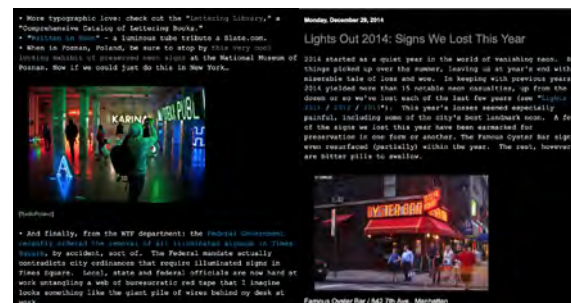 • More typographic love: check out the "Lettering Library," a
"Comprehensive Catalog of Lettering Books."
• "Written in Neon" - a luminous tube tribute @ Slate.com.
• When in Poznan, Poland, be sure to stop by this very cool
looking exhibit of preserved neon signs at the National Museum of
Poznan. Now if we could just do this in New York…
KARINA
PUBL
• And finally, from the WTF department: the Federal Government
recently ordered the removal of all illuminated signage in Times
Square, by accident, sort of. The Federal mandate actually
contradicts city ordinances that require illuminated signs in
Times Square. Local, state and federal officials are now hard at
work untangling a web of bureaucratic red tape that I imagine
looks something like the giant pile of wires behind my desk at
Monday, December 29, 2014
Lights Out 2014: Signs We Lost This Year
2014 started as a quiet year in the world of vanishing neon.
things picked up over the summer, leaving us at year's end with
miserable tale of loss and woe. In keeping with previous years
2014 yielded more than 15 notable neon casualties, up from the
dozen or so we've lost each of the last few years (see "Lights
2013 / 2012 / 2011"). This year's losses seemed especially
painful, including some of the city's best landmark neon. A fe
of the signs we lost this year have been earmarked for
preservation in one form or another. The Famous Oyster Bar sign
even resurfaced (partially) within the year. The rest, however
are bitter pills to swallow.
OYSTER BAR
Famous Oyster Bar / 842 7th Ave., Manhattan